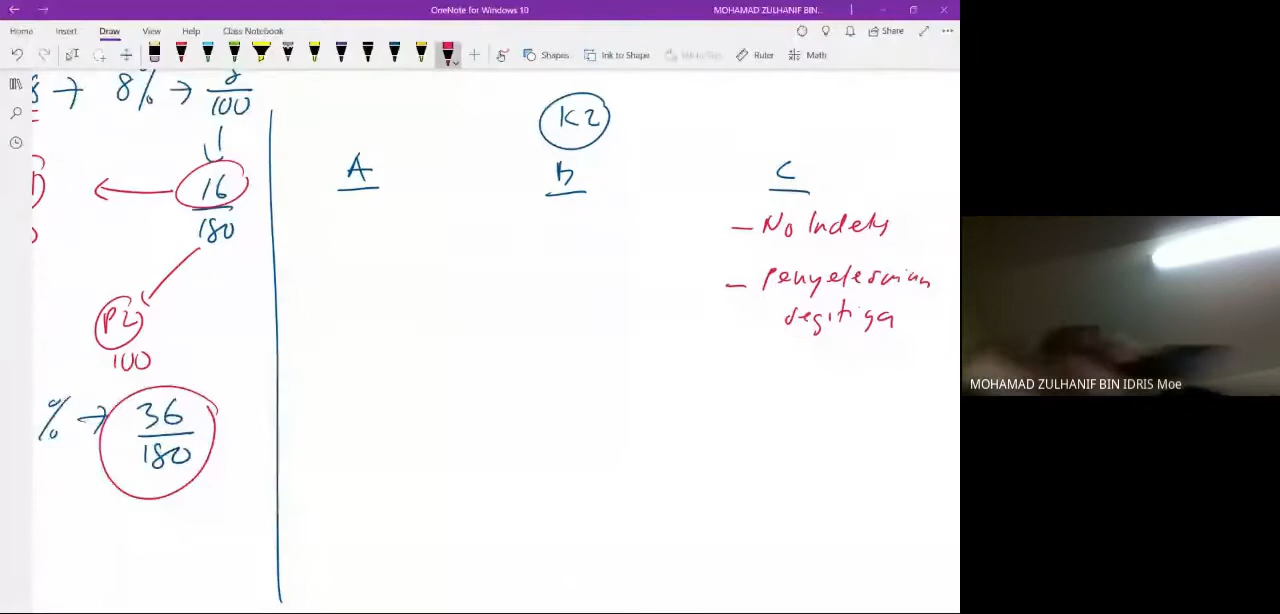 OneNote for Windows 10
MOHAMAD ZULHANIF BIN...
Home Insert Draw View Help Class Notebook
Share
Shapes Ink to Shape Ruler Math
→ 8% → 8/100
16/180
P2
100
% → 36/180
K2
A B C
- No Indeks
- Penyelesaian
segitiga
MOHAMAD ZULHANIF BIN IDRIS Moe